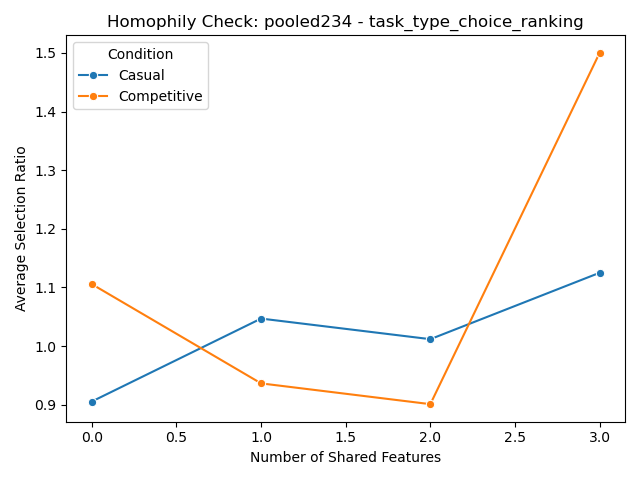 Homophily Check: pooled234 - task_type_choice_ranking
Condition
Casual
Competitive
Average Selection Ratio
1.5
1.4
1.3
1.2
1.1
1.0
0.9
0.0 0.5 1.0 1.5 2.0 2.5 3.0
Number of Shared Features